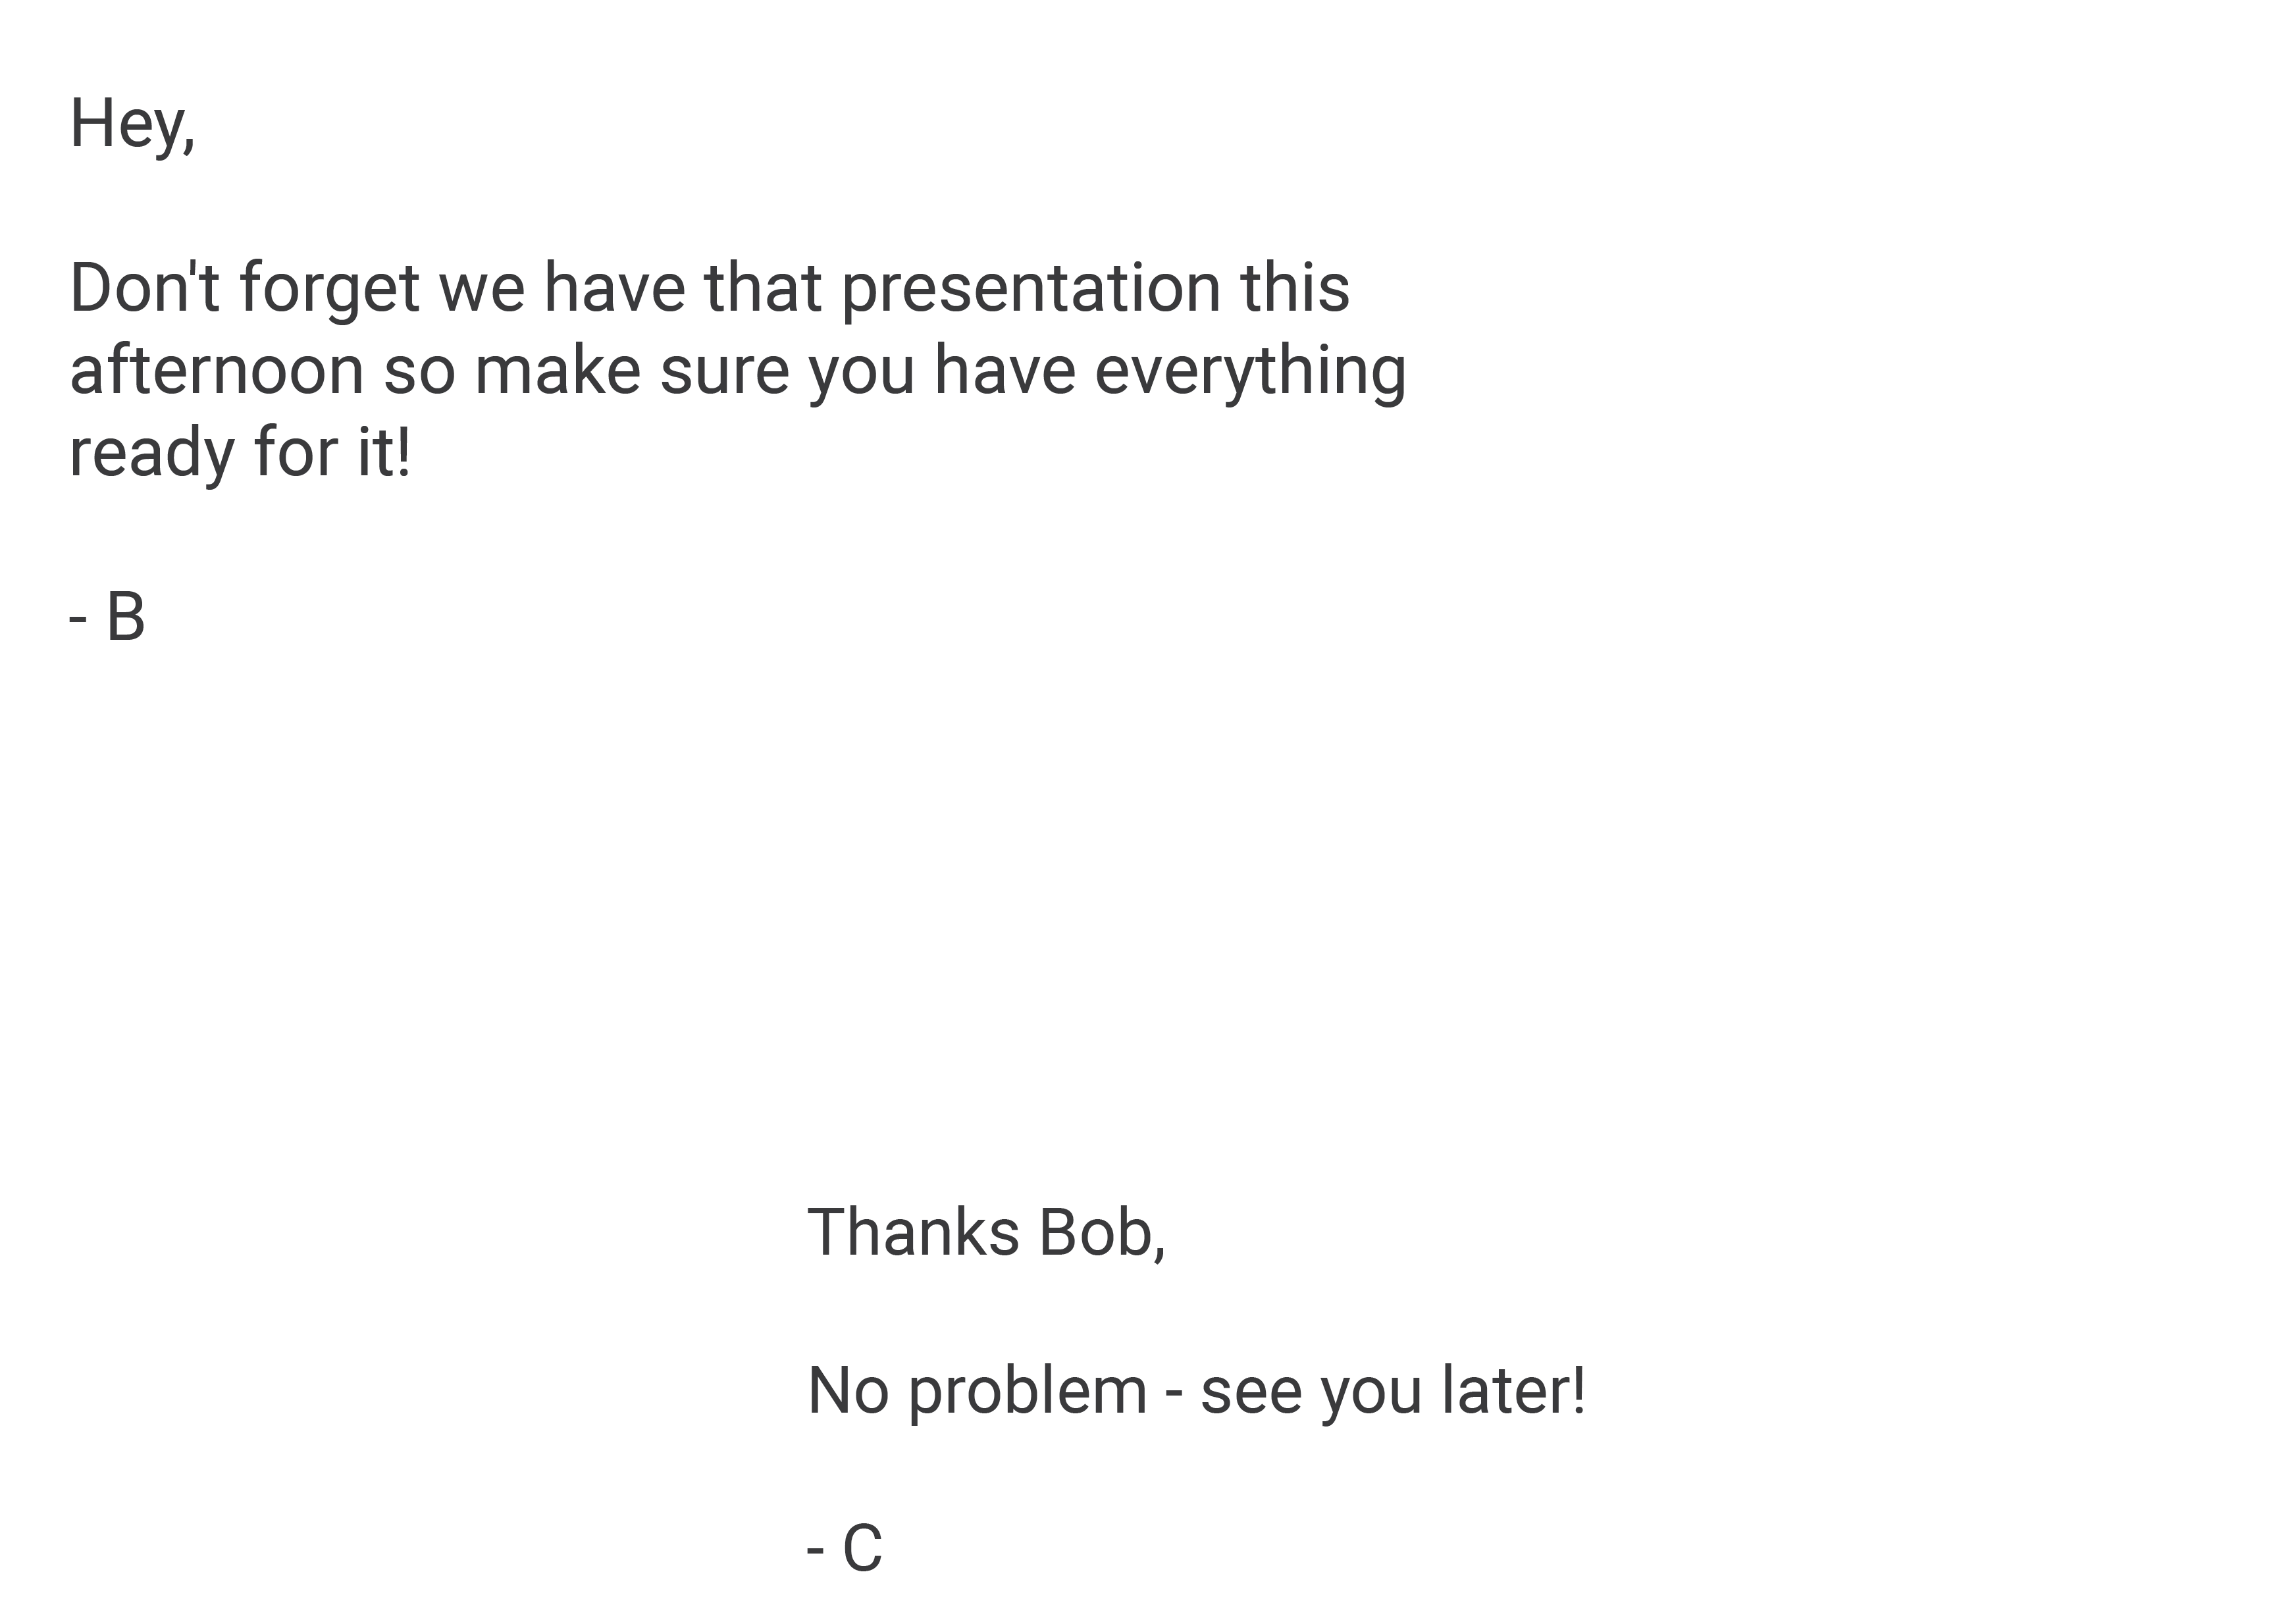 Hey,
Don't forget we have that presentation this
afternoon so make sure you have everything
ready for it!
- B
Thanks Bob,
No problem - see you later!
- C